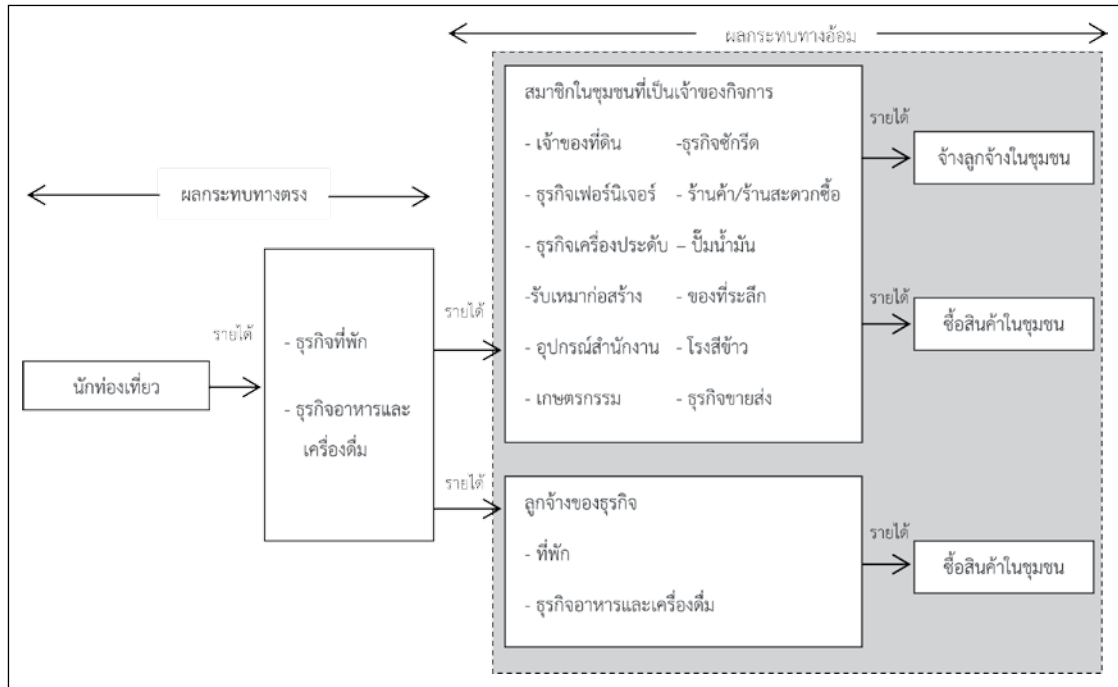 ผลกระทบทางอ้อม
ผลกระทบทางตรง
นักท่องเที่ยว
รายได้
- ธุรกิจที่พัก
- ธุรกิจอาหารและ
เครื่องดื่ม
รายได้
รายได้
สมาชิกในชุมชนที่เป็นเจ้าของกิจการ
- เจ้าของที่ดิน -ธุรกิจซักรีด
- ธุรกิจเฟอร์นิเจอร์ - ร้านค้า/ร้านสะดวกซื้อ
- ธุรกิจเครื่องประดับ – ปั๊มน้ำมัน
-รับเหมาก่อสร้าง - ของที่ระลึก
- อุปกรณ์สำนักงาน - โรงสีข้าว
- เกษตรกรรม - ธุรกิจขายส่ง
รายได้
จ้างลูกจ้างในชุมชน
รายได้
ซื้อสินค้าในชุมชน
ลูกจ้างของธุรกิจ
- ที่พัก
- ธุรกิจอาหารและเครื่องดื่ม
รายได้
ซื้อสินค้าในชุมชน